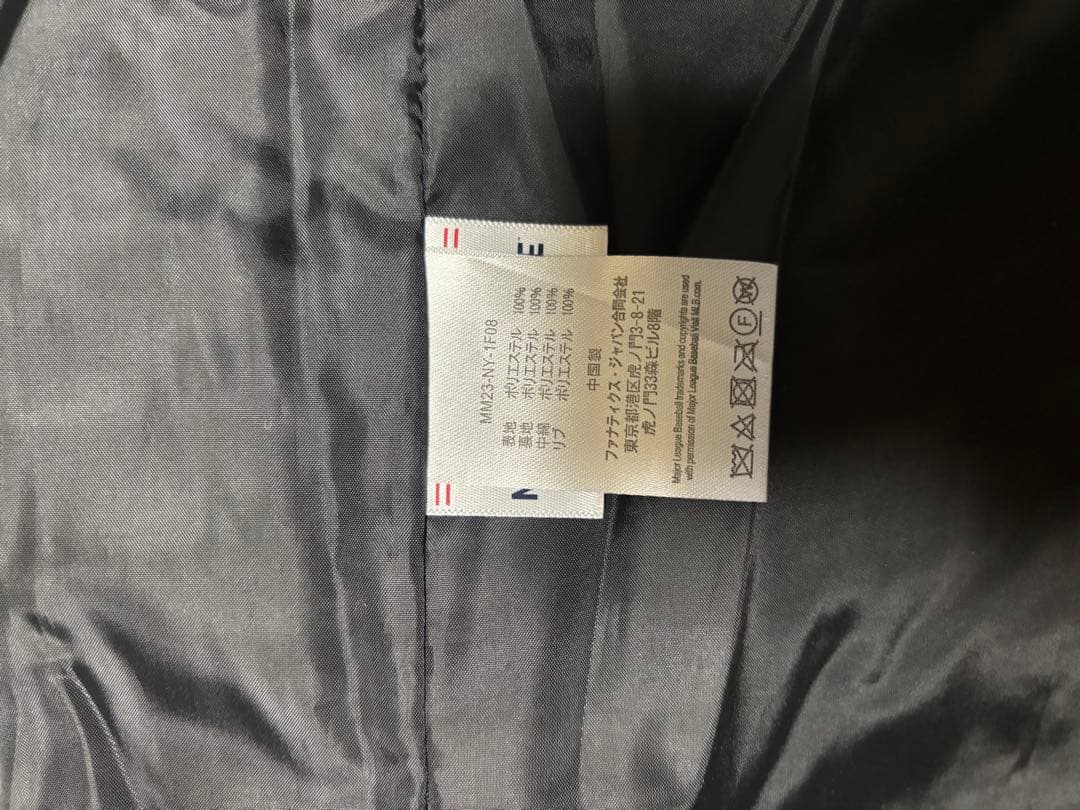 MM23-NY-1F08
表地 ポリエステル 100%
裏地 ポリエステル 100%
中綿 ポリエステル 100%
リブ ポリエステル 100%
中国製
ファナティクス・ジャパン合同会社
東京都港区虎ノ門3-8-21
虎ノ門33森ビル8階
Major League Baseball trademarks and copyrights are used
with permission of Major League Baseball Visit MLB.com.
F
W